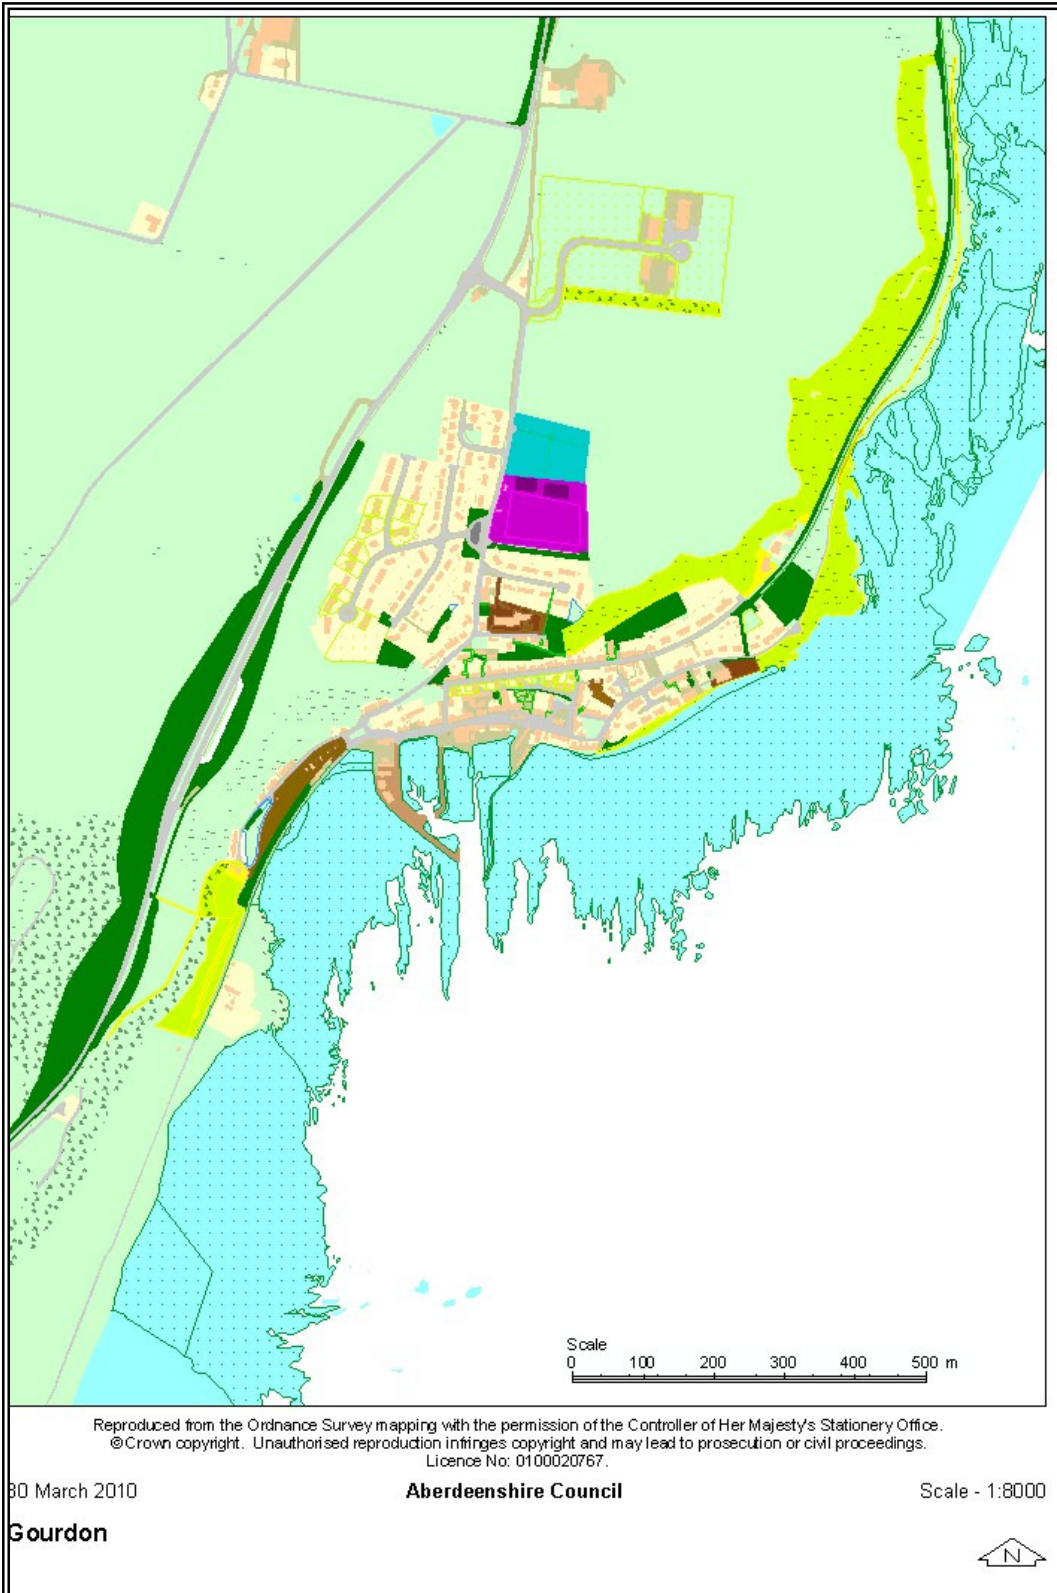 Scale
0 100 200 300 400 500 m
Reproduced from the Ordnance Survey mapping with the permission of the Controller of Her Majesty's Stationery Office.
©Crown copyright. Unauthorised reproduction infringes copyright and may lead to prosecution or civil proceedings.
Licence No: 0100020767.
30 March 2010 Aberdeenshire Council Scale - 1:8000
Gourdon
N